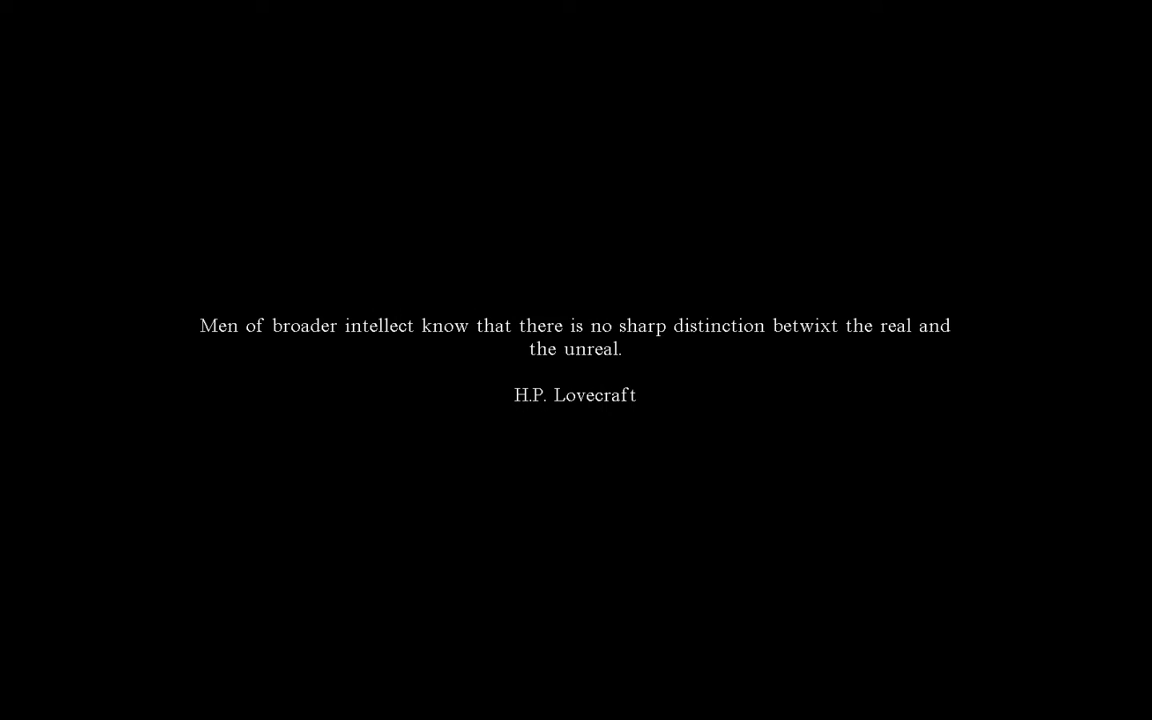 Men of broader intellect know that there is no sharp distinction betwixt the real and
the unreal.
H.P. Lovecraft